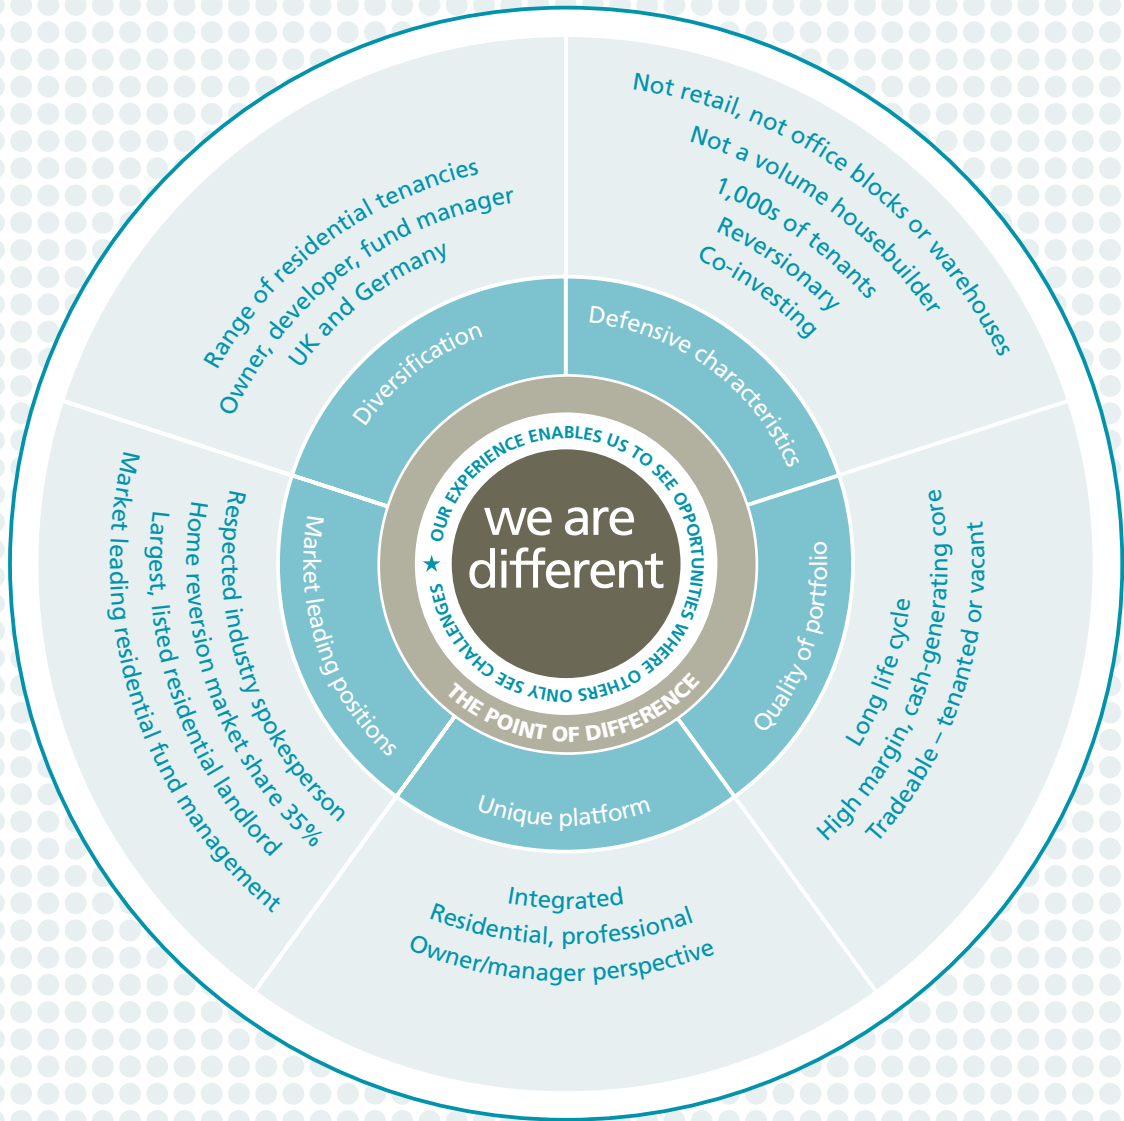 we are
different
★ OUR EXPERIENCE ENABLES US TO SEE OPPORTUNITIES WHERE OTHERS ONLY SEE CHALLENGES
THE POINT OF DIFFERENCE
Defensive characteristics
Not retail, not office blocks or warehouses
Not a volume housebuilder
1,000s of tenants
Reversionary
Co-investing
Quality of portfolio
Long life cycle
High margin, cash-generating core
Tradeable – tenanted or vacant
Unique platform
Integrated
Residential, professional
Owner/manager perspective
Market leading positions
Respected industry spokesperson
Home reversion market share 35%
Largest, listed residential landlord
Market leading residential fund management
Diversification
Range of residential tenancies
Owner, developer, fund manager
UK and Germany